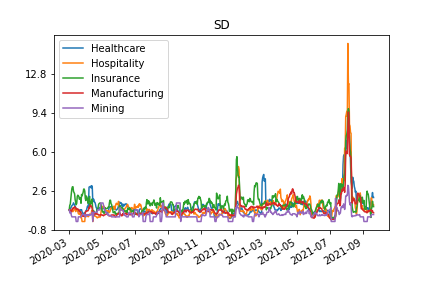 SD
Healthcare
Hospitality
Insurance
Manufacturing
Mining
12.8
9.4
6.0
2.6
-0.8
2020-03
2020-05
2020-07
2020-09
2020-11
2021-01
2021-03
2021-05
2021-07
2021-09